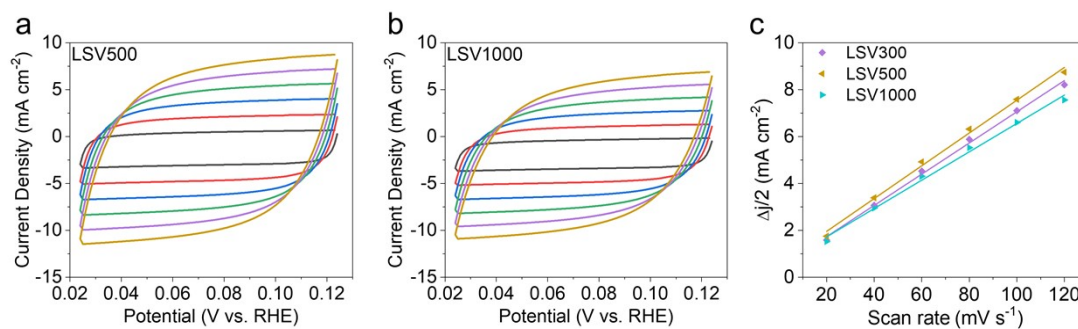 a
LSV500
10
5
0
-5
-10
-15
0.02 0.04 0.06 0.08 0.10 0.12
Potential (V vs. RHE)
Current Density (mA cm⁻²)
b
LSV1000
10
5
0
-5
-10
-15
0.02 0.04 0.06 0.08 0.10 0.12
Potential (V vs. RHE)
Current Density (mA cm⁻²)
c
LSV300
LSV500
LSV1000
10
8
6
4
2
0
20 40 60 80 100 120
Scan rate (mV s⁻¹)
Δj/2 (mA cm⁻²)